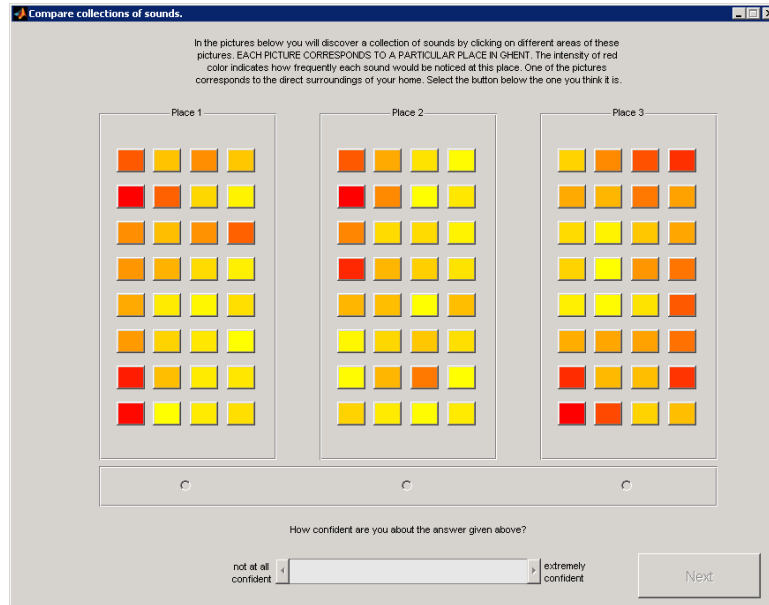 Compare collections of sounds.
In the pictures below you will discover a collection of sounds by clicking on different areas of these
pictures. EACH PICTURE CORRESPONDS TO A PARTICULAR PLACE IN GHENT. The intensity of red
color indicates how frequently each sound would be noticed at this place. One of the pictures
corresponds to the direct surroundings of your home. Select the button below the one you think it is.
Place 1 Place 2 Place 3
How confident are you about the answer given above?
not at all extremely
confident confident
Next